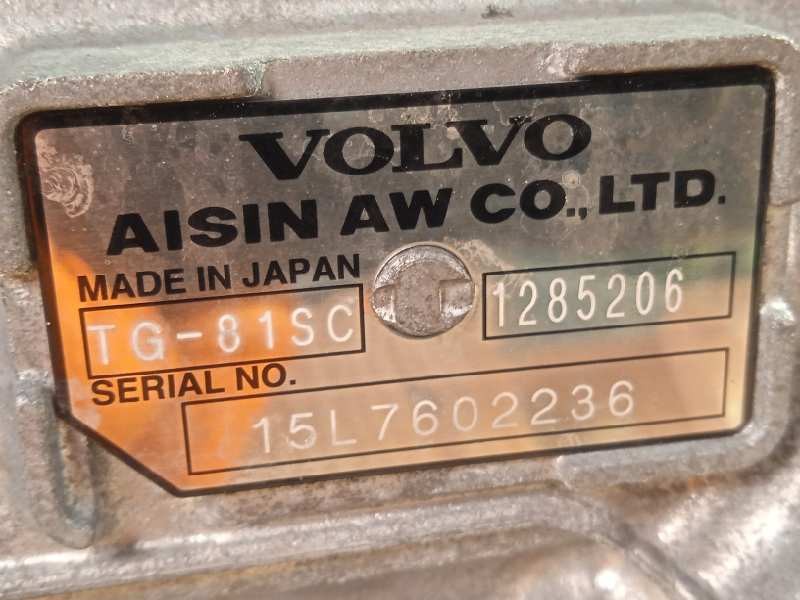 VOLVO
AISIN AW CO., LTD.
MADE IN JAPAN
TG-81SC 1285206
SERIAL NO.
15L7602236